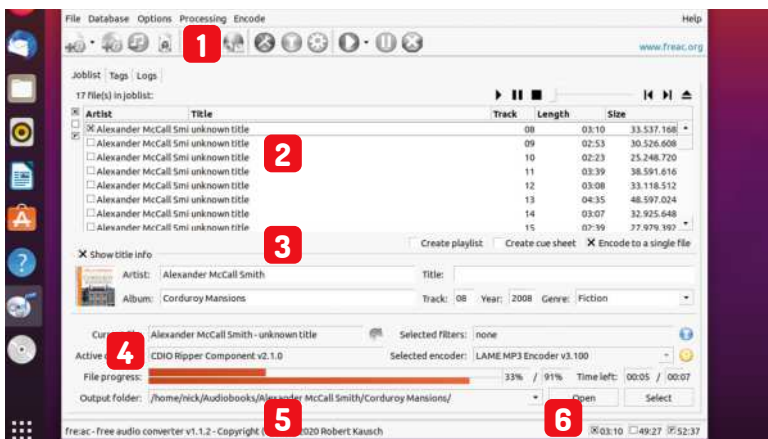 File Database Options Processing Encode Help
1
www.freac.org
Joblist Tags Logs
17 file(s) in joblist:
Artist Title Track Length Size
Alexander McCall Smi unknown title 08 03:10 33.537.168
Alexander McCall Smi unknown title 09 02:53 30.526.608
Alexander McCall Smi unknown title 10 02:23 25.248.720
Alexander McCall Smi unknown title 11 03:39 38.591.616
Alexander McCall Smi unknown title 12 03:08 33.118.512
Alexander McCall Smi unknown title 13 04:35 48.597.024
Alexander McCall Smi unknown title 14 03:07 32.925.648
Alexander McCall Smi unknown title 15 02:39 27.979.392
2
3
Create playlist Create cue sheet Encode to a single file
Show title info
Artist: Alexander McCall Smith Title:
Album: Corduroy Mansions Track: 08 Year: 2008 Genre: Fiction
Alexander McCall Smith - unknown title Selected filters: none
4
Active CDIO Ripper Component v2.1.0 Selected encoder: LAME MP3 Encoder v3.100
File progress: 33% / 91% Time left: 00:05 / 00:07
Output folder: /home/nick/Audiobooks/Alexander McCall Smith/Corduroy Mansions/ Open Select
5
6
fre:ac - free audio converter v1.1.2 - Copyright 2020 Robert Kausch 03:10 49:27 52:37